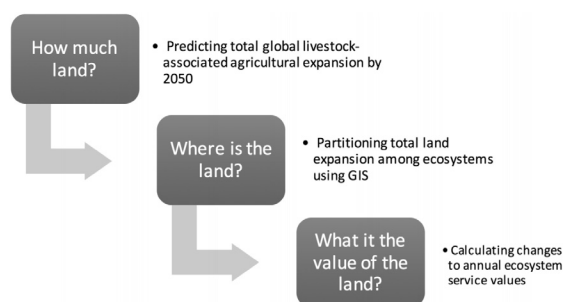 How much
land?
• Predicting total global livestock-
associated agricultural expansion by
2050
Where is the
land?
• Partitioning total land
expansion among ecosystems
using GIS
What it the
value of the
land?
• Calculating changes
to annual ecosystem
service values